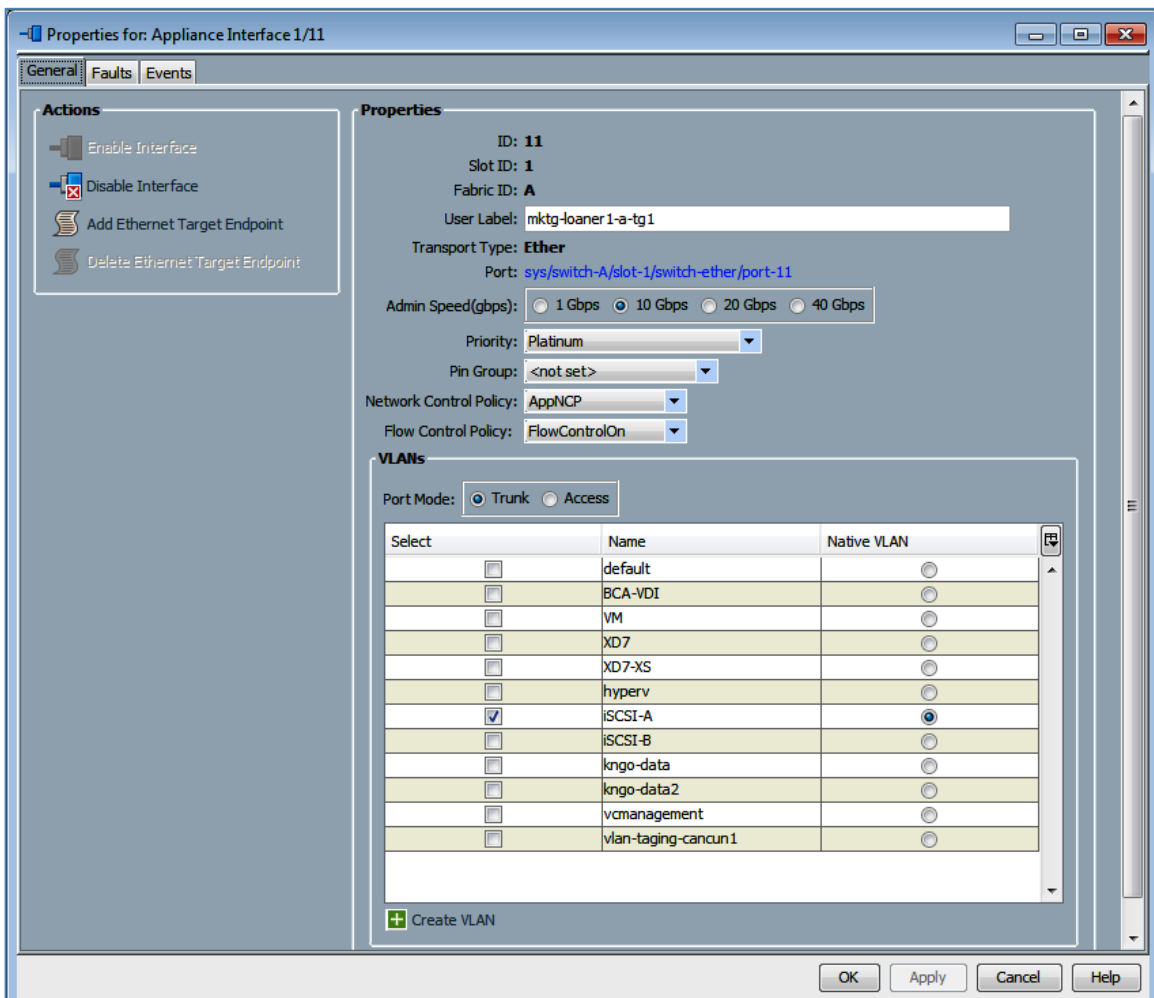 Properties for: Appliance Interface 1/11
General Faults Events
Actions
Enable Interface
Disable Interface
Add Ethernet Target Endpoint
Delete Ethernet Target Endpoint
Properties
ID: 11
Slot ID: 1
Fabric ID: A
User Label: mktg-loaner1-a-tg1
Transport Type: Ether
Port: sys/switch-A/slot-1/switch-ether/port-11
Admin Speed(gbps): 1 Gbps 10 Gbps 20 Gbps 40 Gbps
Priority: Platinum
Pin Group: <not set>
Network Control Policy: AppNCP
Flow Control Policy: FlowControlOn
VLANs
Port Mode: Trunk Access
Select Name Native VLAN
default
BCA-VDI
VM
XD7
XD7-XS
hyperv
iSCSI-A
iSCSI-B
kngo-data
kngo-data2
vcmanagement
vlan-taging-cancun1
Create VLAN
OK Apply Cancel Help